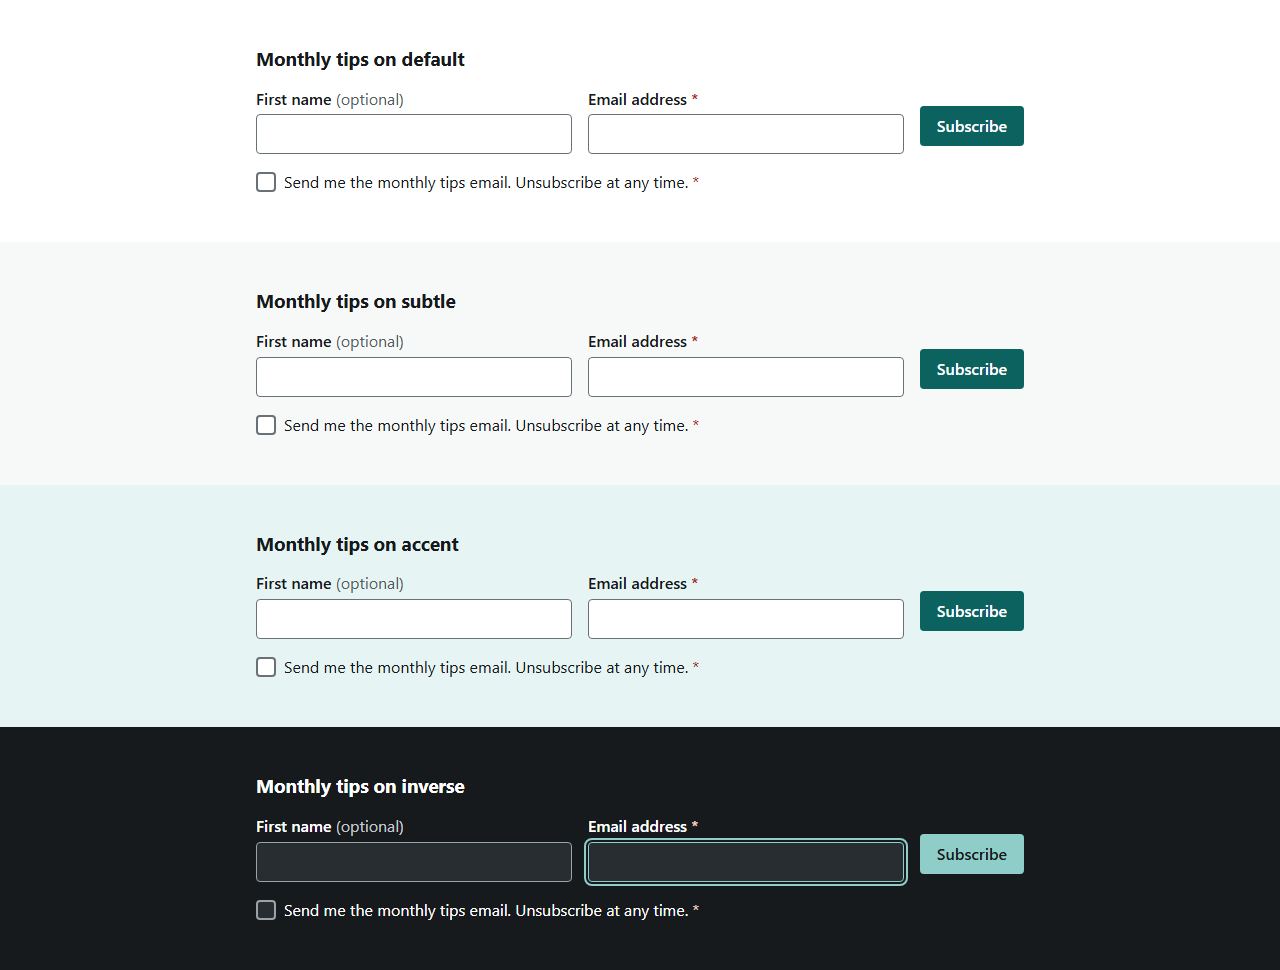 Monthly tips on default
First name (optional)
Email address *
Subscribe
Send me the monthly tips email. Unsubscribe at any time. *
Monthly tips on subtle
First name (optional)
Email address *
Subscribe
Send me the monthly tips email. Unsubscribe at any time. *
Monthly tips on accent
First name (optional)
Email address *
Subscribe
Send me the monthly tips email. Unsubscribe at any time. *
Monthly tips on inverse
First name (optional)
Email address *
Subscribe
Send me the monthly tips email. Unsubscribe at any time. *